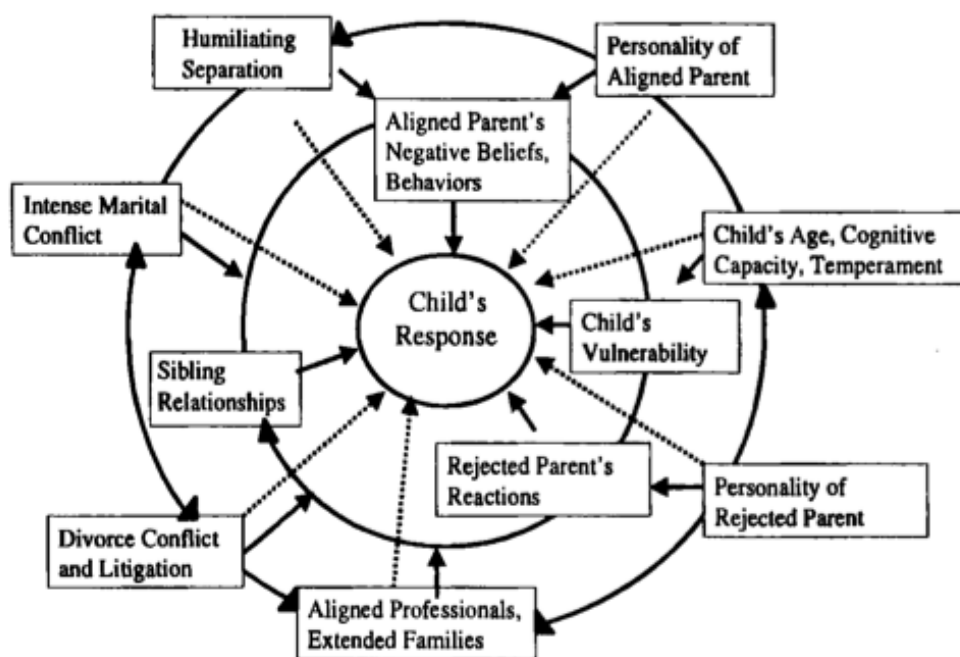 Humiliating
Separation
Personality of
Aligned Parent
Aligned Parent's
Negative Beliefs,
Behaviors
Intense Marital
Conflict
Child's Age, Cognitive
Capacity, Temperament
Child's
Response
Child's
Vulnerability
Sibling
Relationships
Rejected Parent's
Reactions
Personality of
Rejected Parent
Divorce Conflict
and Litigation
Aligned Professionals,
Extended Families